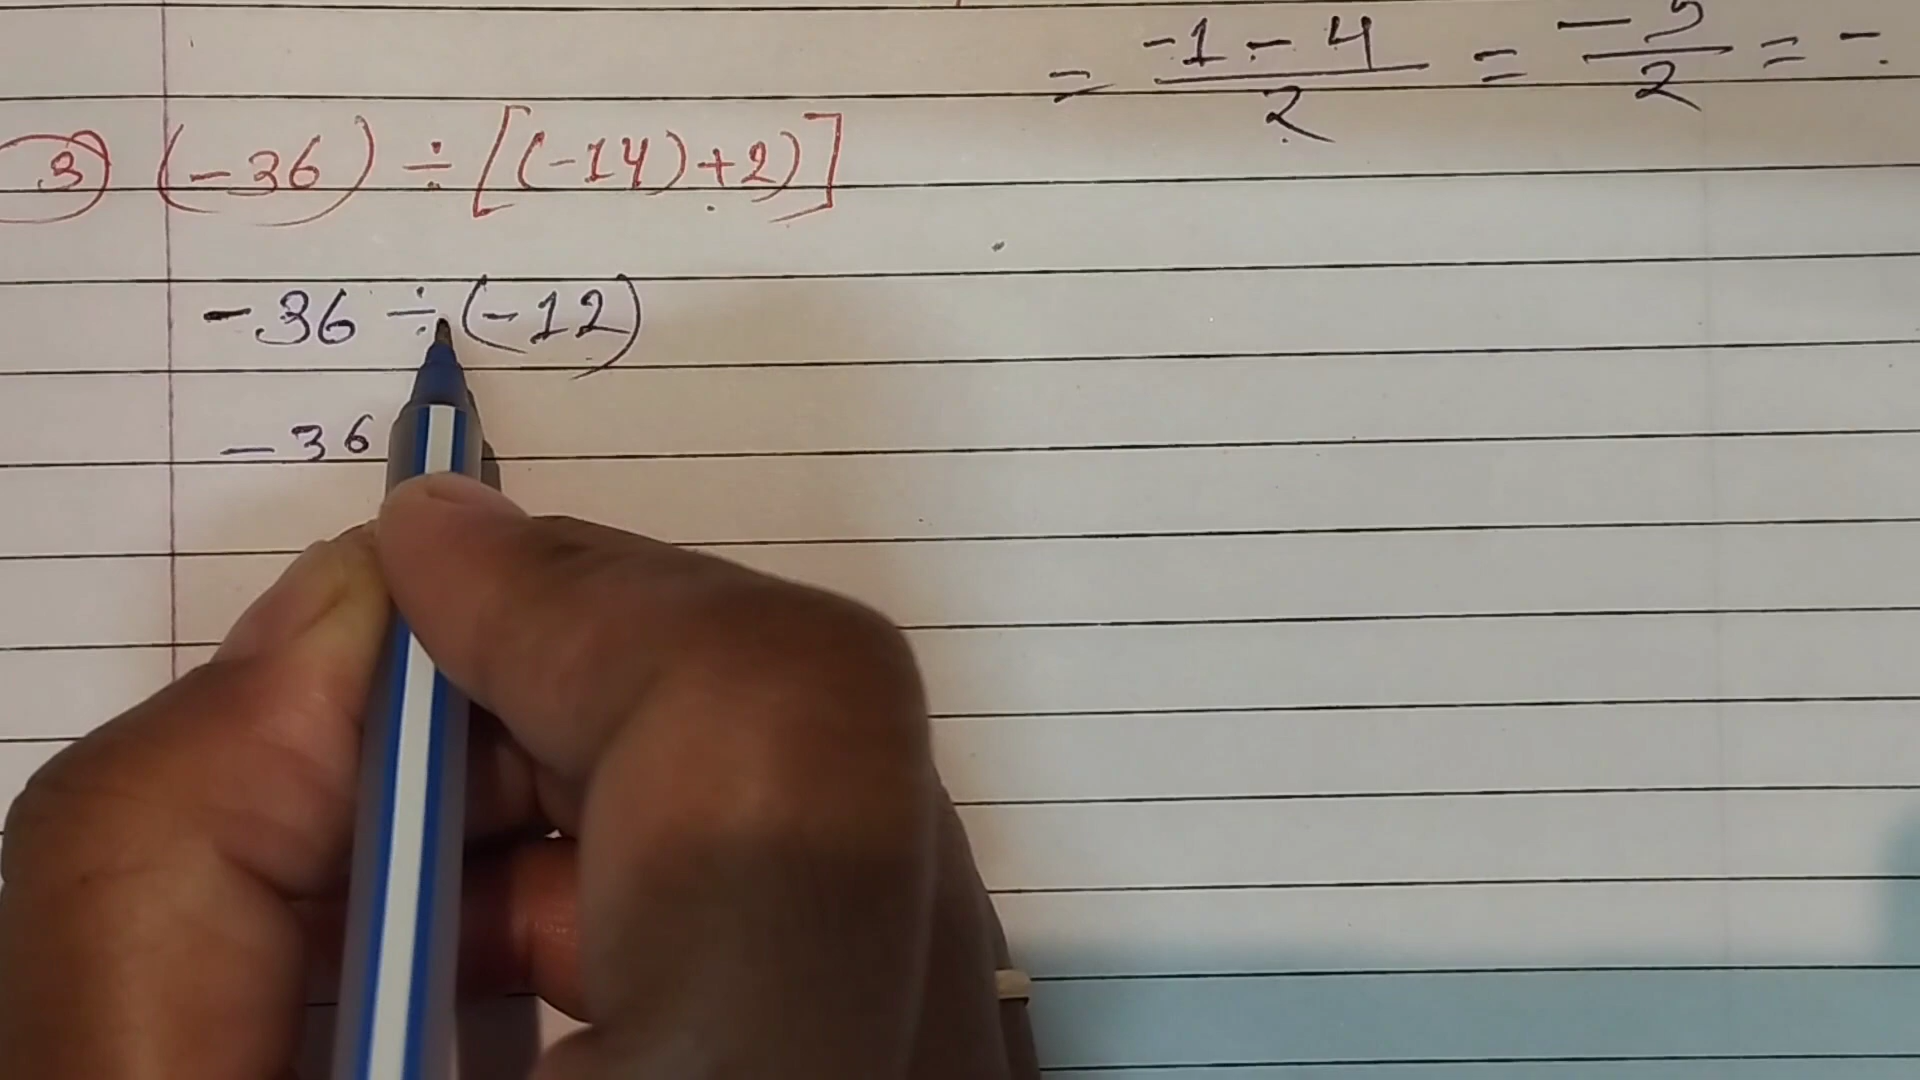 = -1 - 4 / 2 = -5 / 2 = -
3) (-36) ÷ [(-14)+2)]
-36 ÷ (-12)
-36